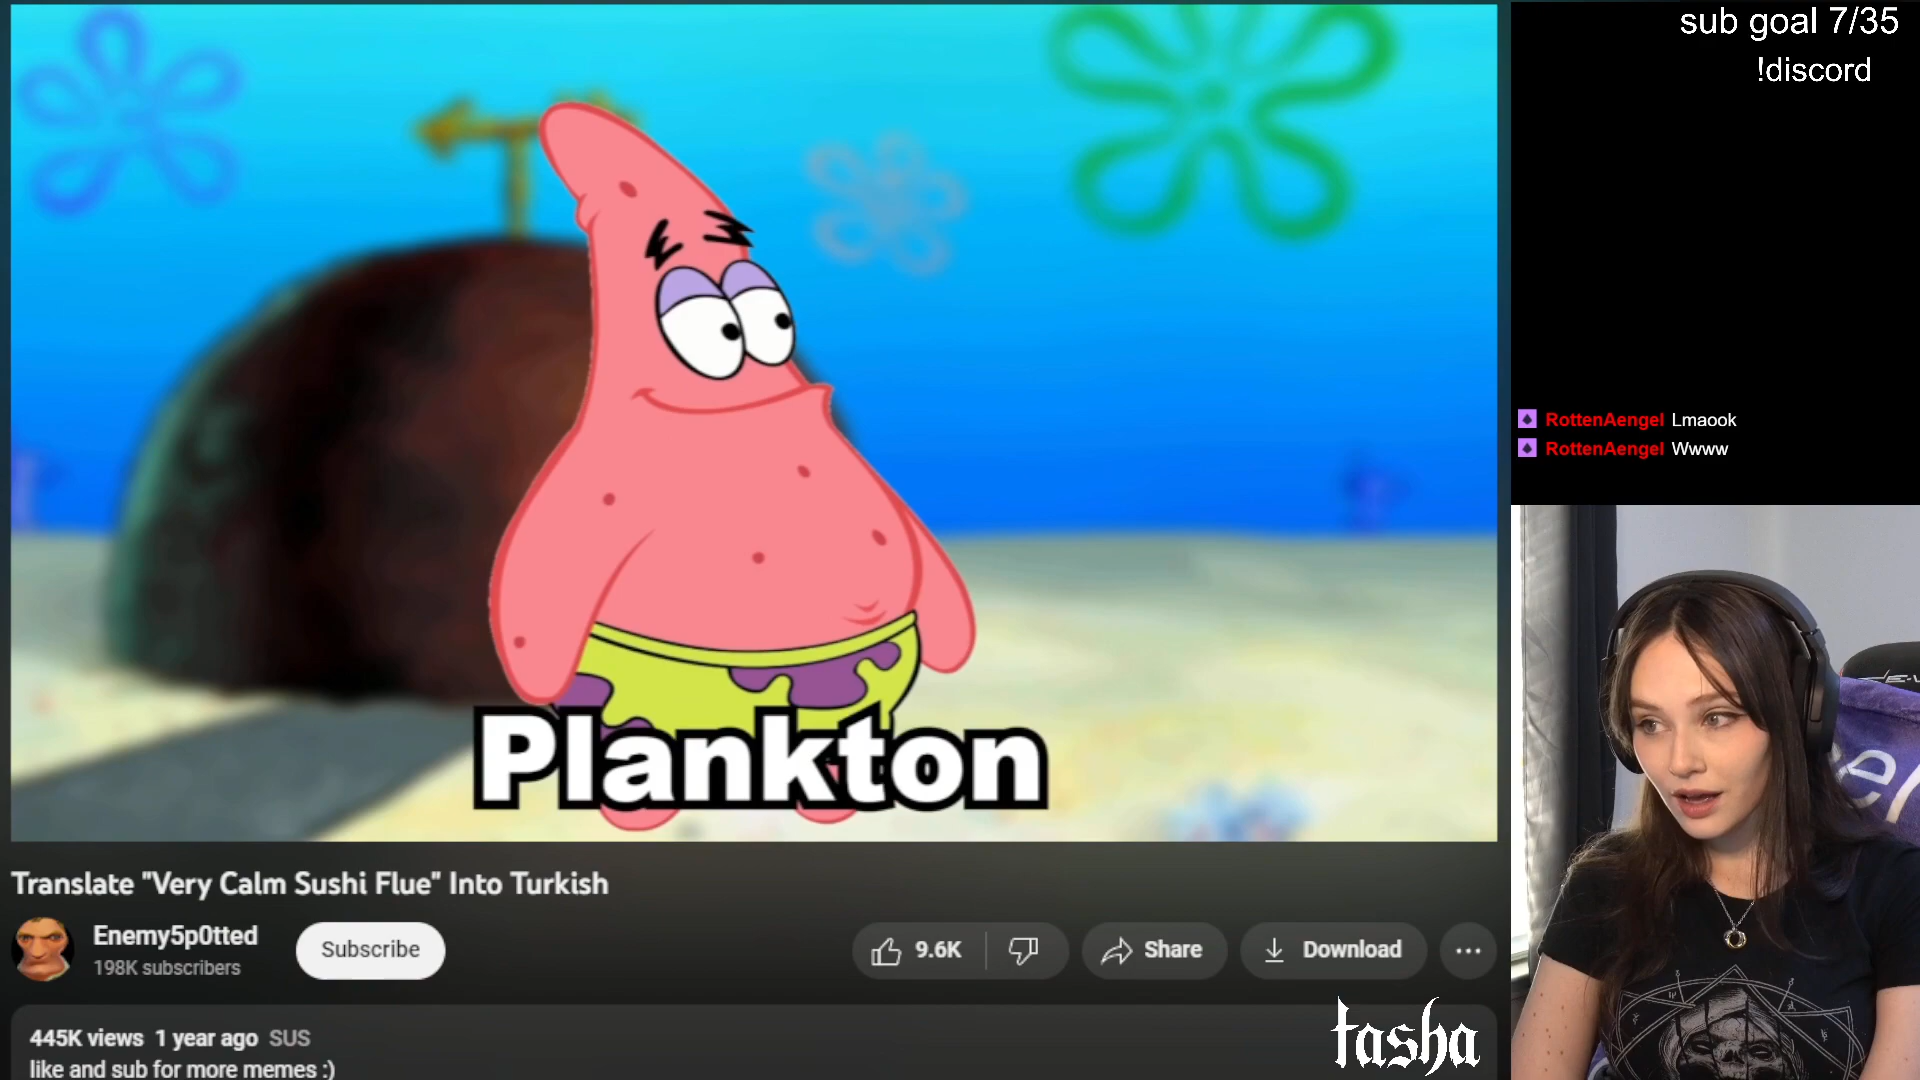 sub goal 7/35
!discord
RottenAengel Lmaook
RottenAengel Wwww
Plankton
Translate "Very Calm Sushi Flue" Into Turkish
Enemy5p0tted
198K subscribers
Subscribe
9.6K
Share
Download
445K views 1 year ago SUS
like and sub for more memes :)
tasha